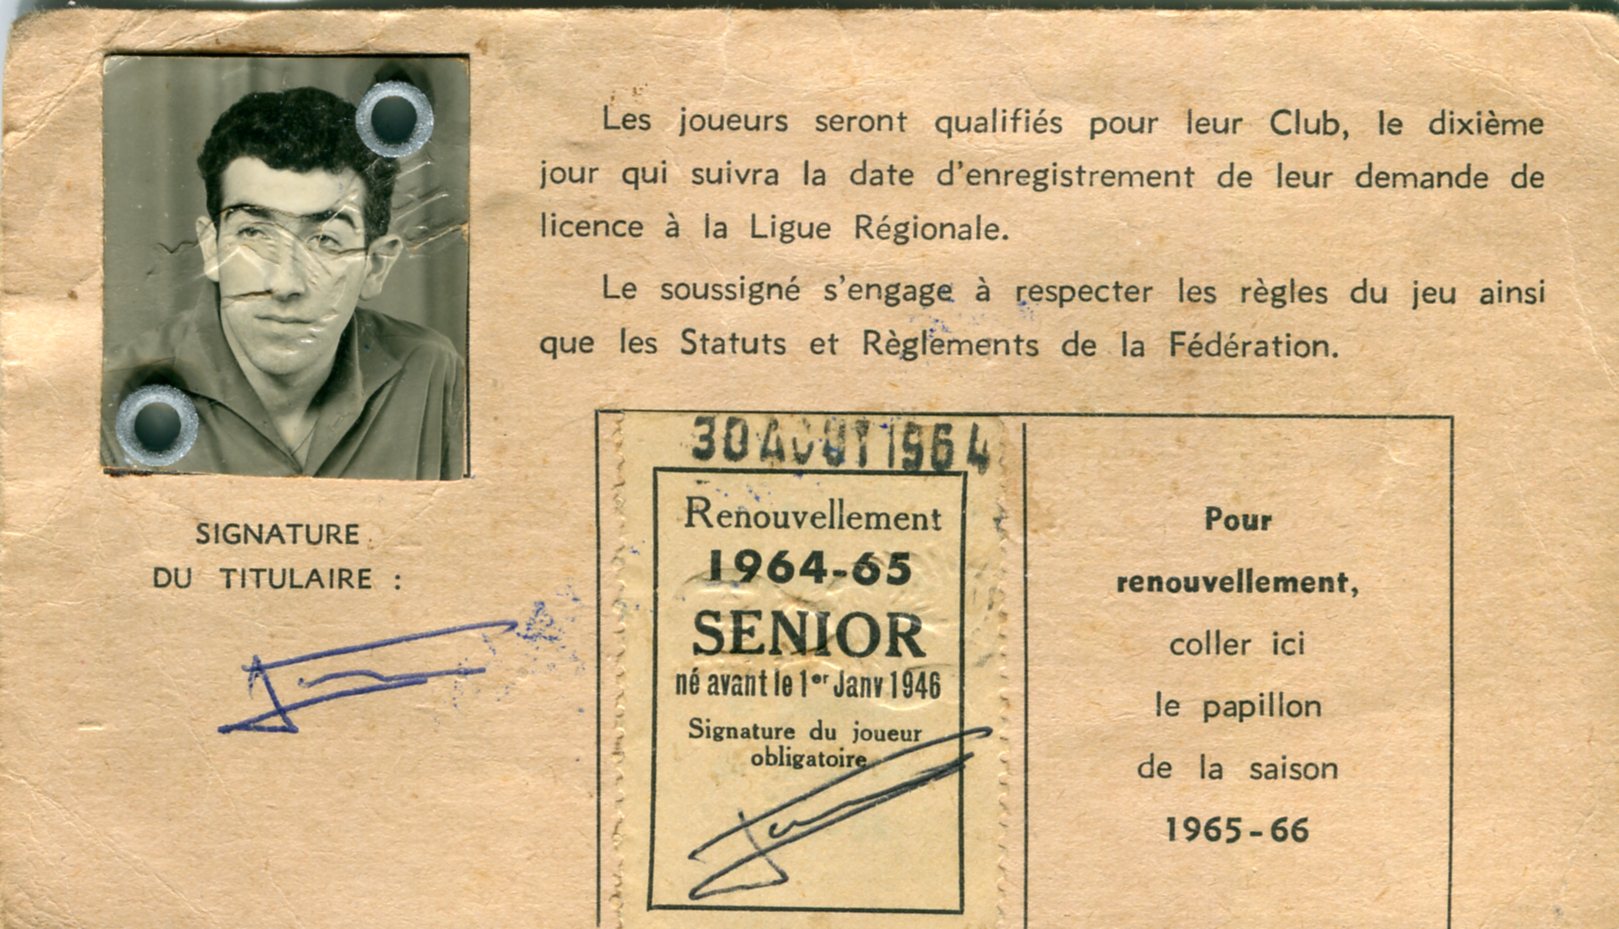 Les joueurs seront qualifiés pour leur Club, le dixième
jour qui suivra la date d'enregistrement de leur demande de
licence à la Ligue Régionale.
Le soussigné s'engage à respecter les règles du jeu ainsi
que les Statuts et Règlements de la Fédération.
SIGNATURE
DU TITULAIRE :
30 AOUT 1964
Renouvellement
1964-65
SENIOR
né avant le 1er Janv 1946
Signature du joueur
obligatoire
Pour
renouvellement,
coller ici
le papillon
de la saison
1965-66